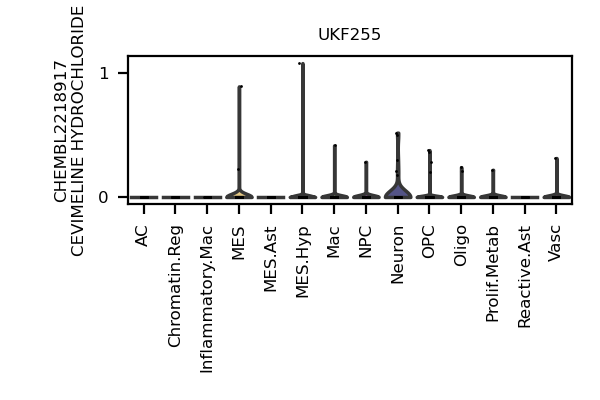 UKF255
CHEMBL2218917
CEVIMELINE HYDROCHLORIDE
1
0
AC
Chromatin.Reg
Inflammatory.Mac
MES
MES.Ast
MES.Hyp
Mac
NPC
Neuron
OPC
Oligo
Prolif.Metab
Reactive.Ast
Vasc